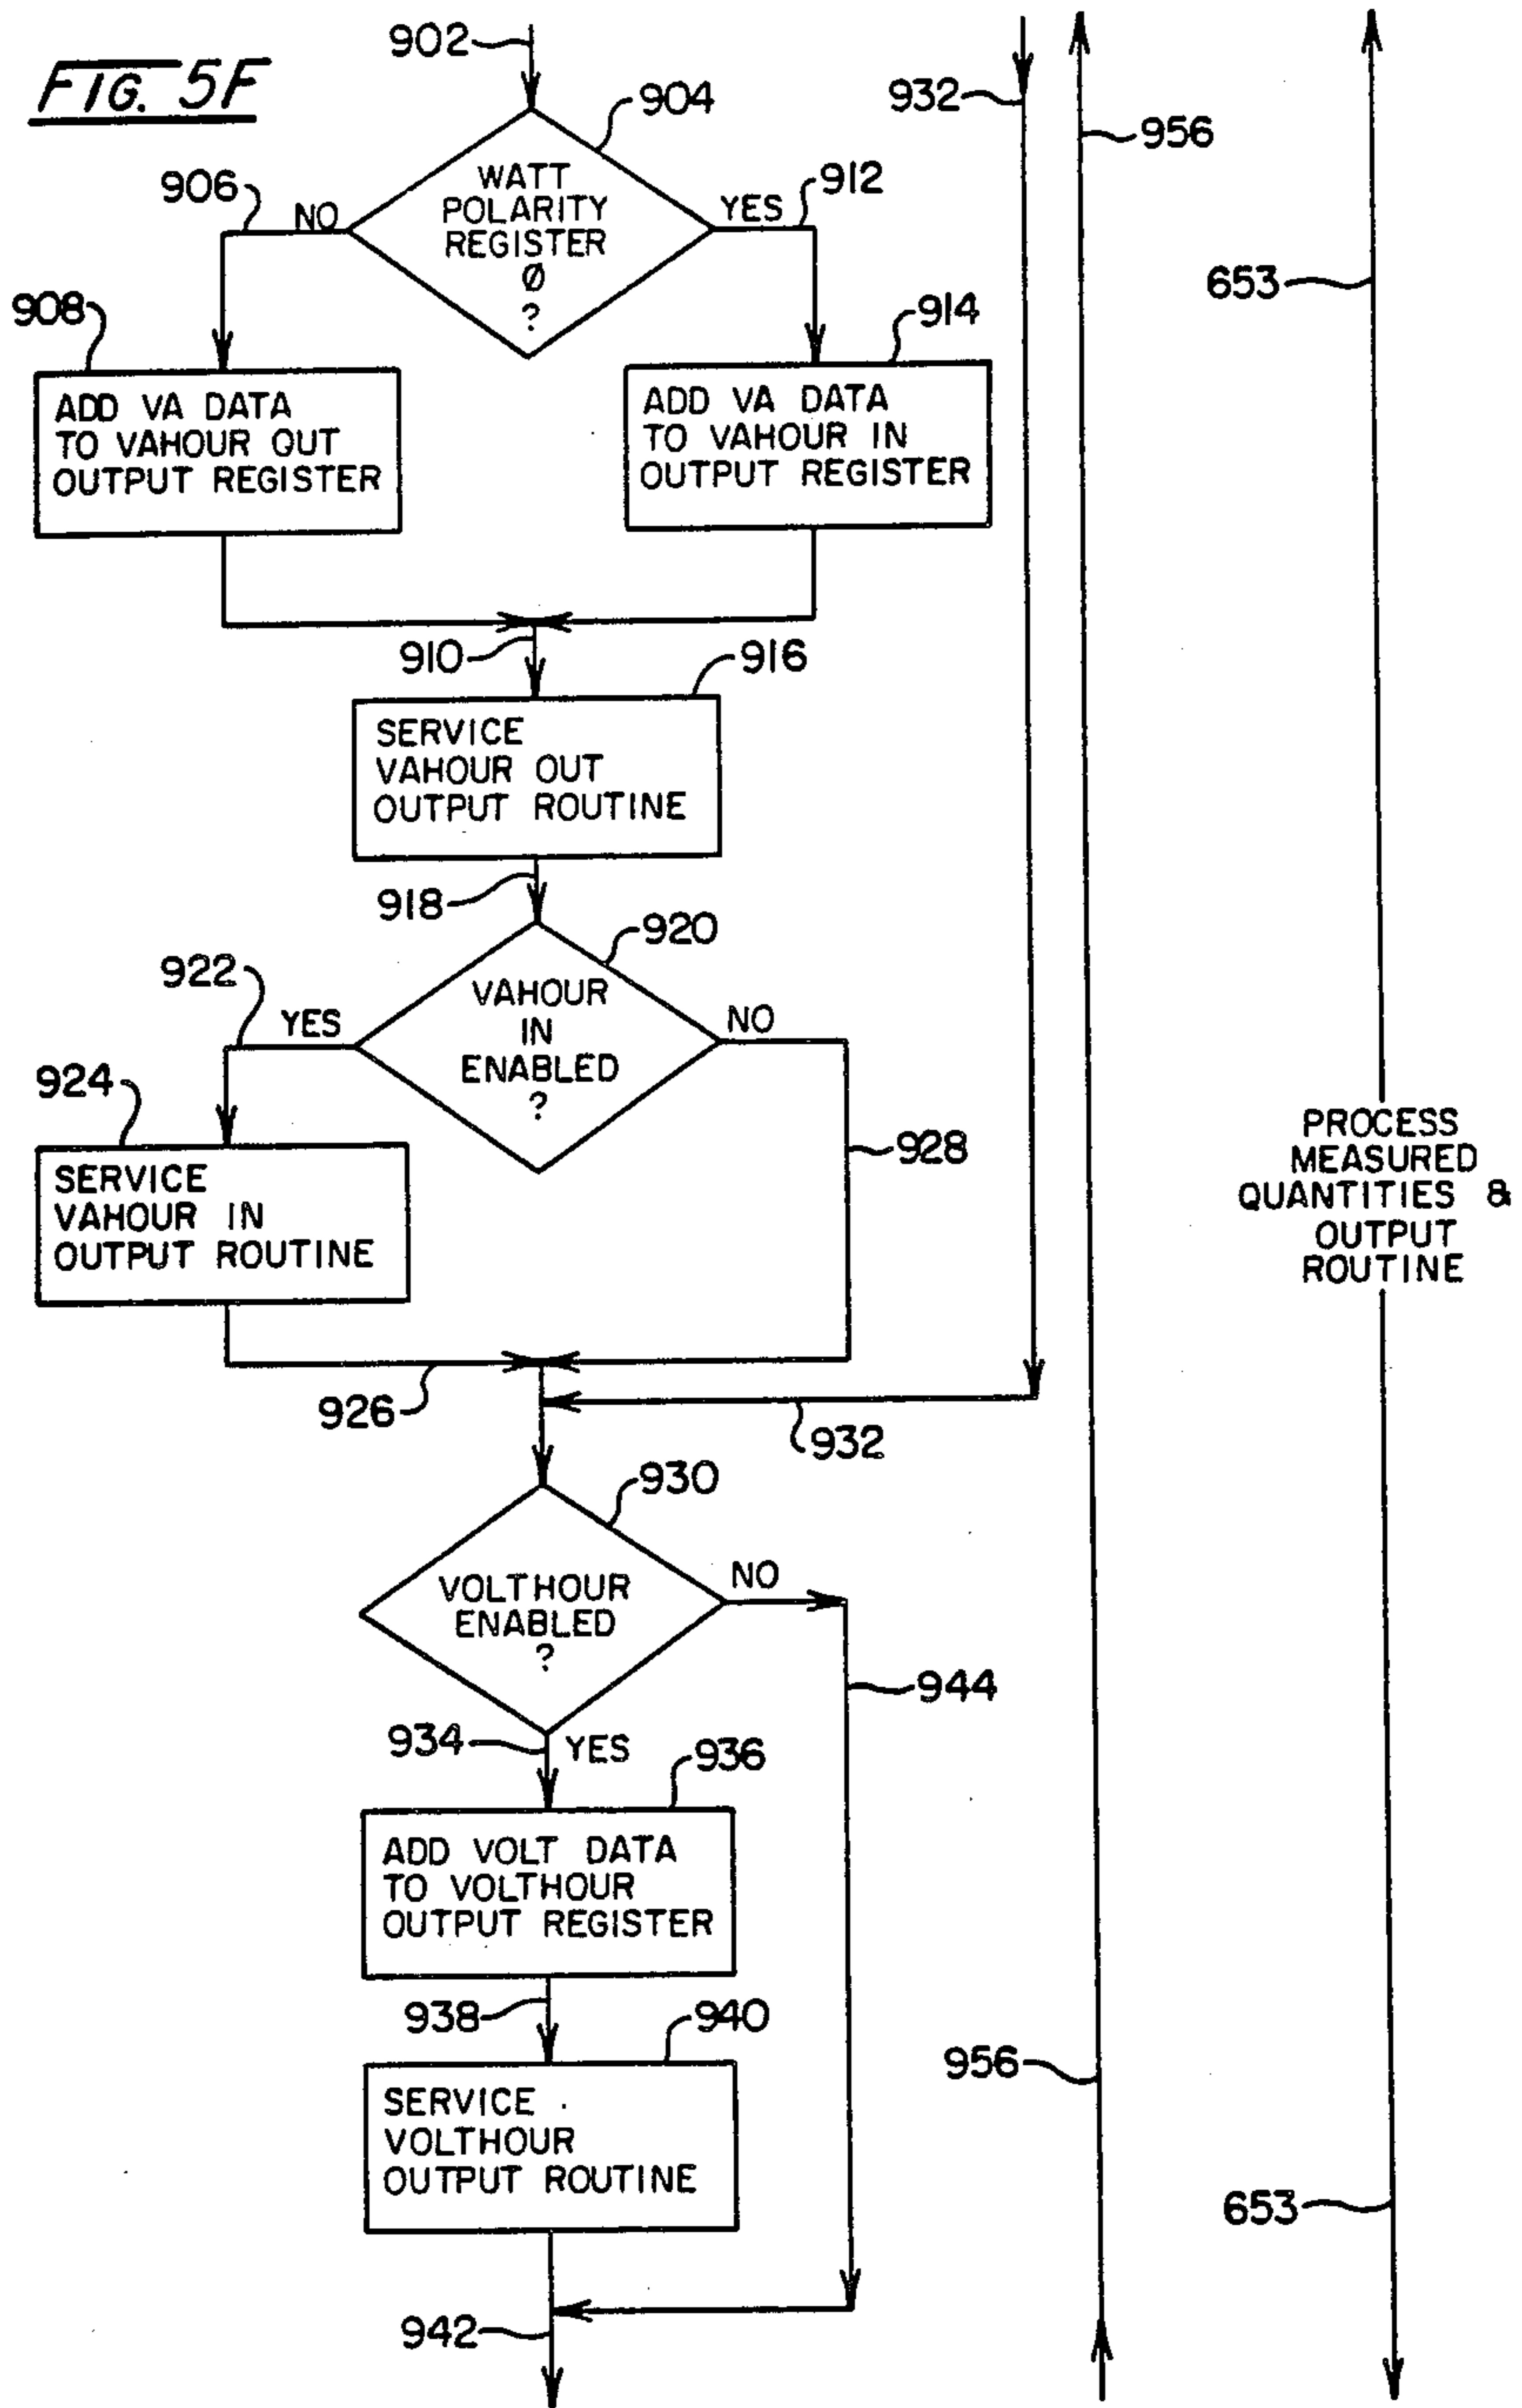 FIG. 5F
902
904
932
956
WATT
POLARITY
REGISTER
Ø
?
906
NO
YES
912
653
908
914
ADD VA DATA
TO VAHOUR OUT
OUTPUT REGISTER
ADD VA DATA
TO VAHOUR IN
OUTPUT REGISTER
910
916
SERVICE
VAHOUR OUT
OUTPUT ROUTINE
918
920
922
YES
VAHOUR
IN
ENABLED
?
NO
924
928
SERVICE
VAHOUR IN
OUTPUT ROUTINE
PROCESS
MEASURED
QUANTITIES &
OUTPUT
ROUTINE
926
932
930
VOLTHOUR
ENABLED
?
NO
944
934
YES
936
ADD VOLT DATA
TO VOLTHOUR
OUTPUT REGISTER
938
940
956
SERVICE
VOLTHOUR
OUTPUT ROUTINE
653
942